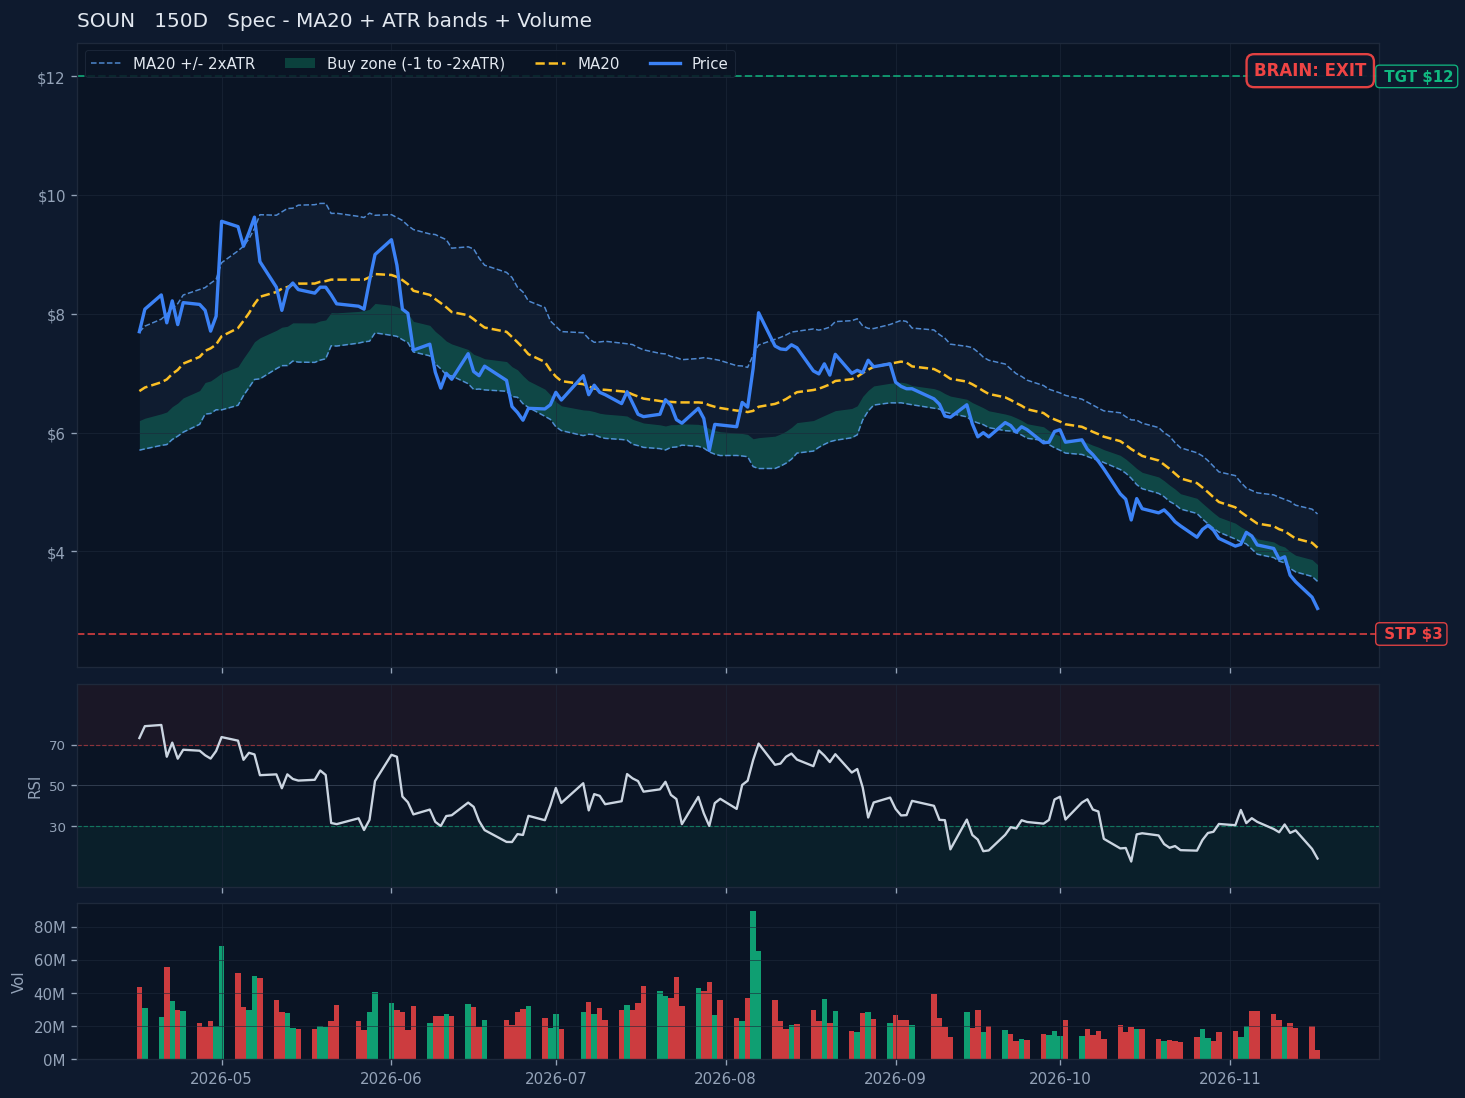 SOUN   150D   Spec - MA20 + ATR bands + Volume
MA20 +/- 2xATR
Buy zone (-1 to -2xATR)
MA20
Price
BRAIN: EXIT
TGT $12
$12
$10
$8
$6
$4
STP $3
RSI
70
50
30
Vol
80M
60M
40M
20M
0M
2026-05
2026-06
2026-07
2026-08
2026-09
2026-10
2026-11